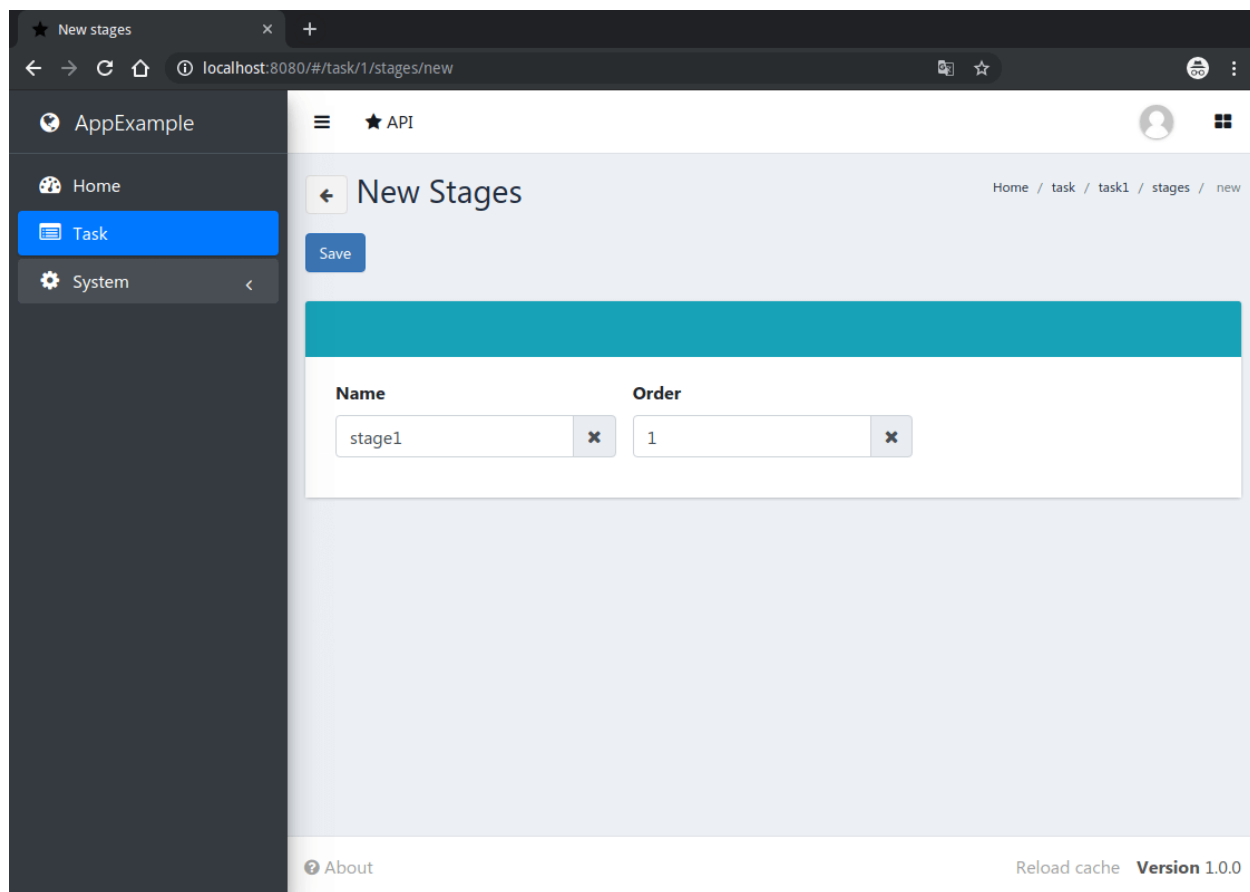 New stages
localhost:8080/#/task/1/stages/new
AppExample
API
Home
Task
System
New Stages
Home / task / task1 / stages / new
Save
Name
Order
stage1
1
About
Reload cache Version 1.0.0